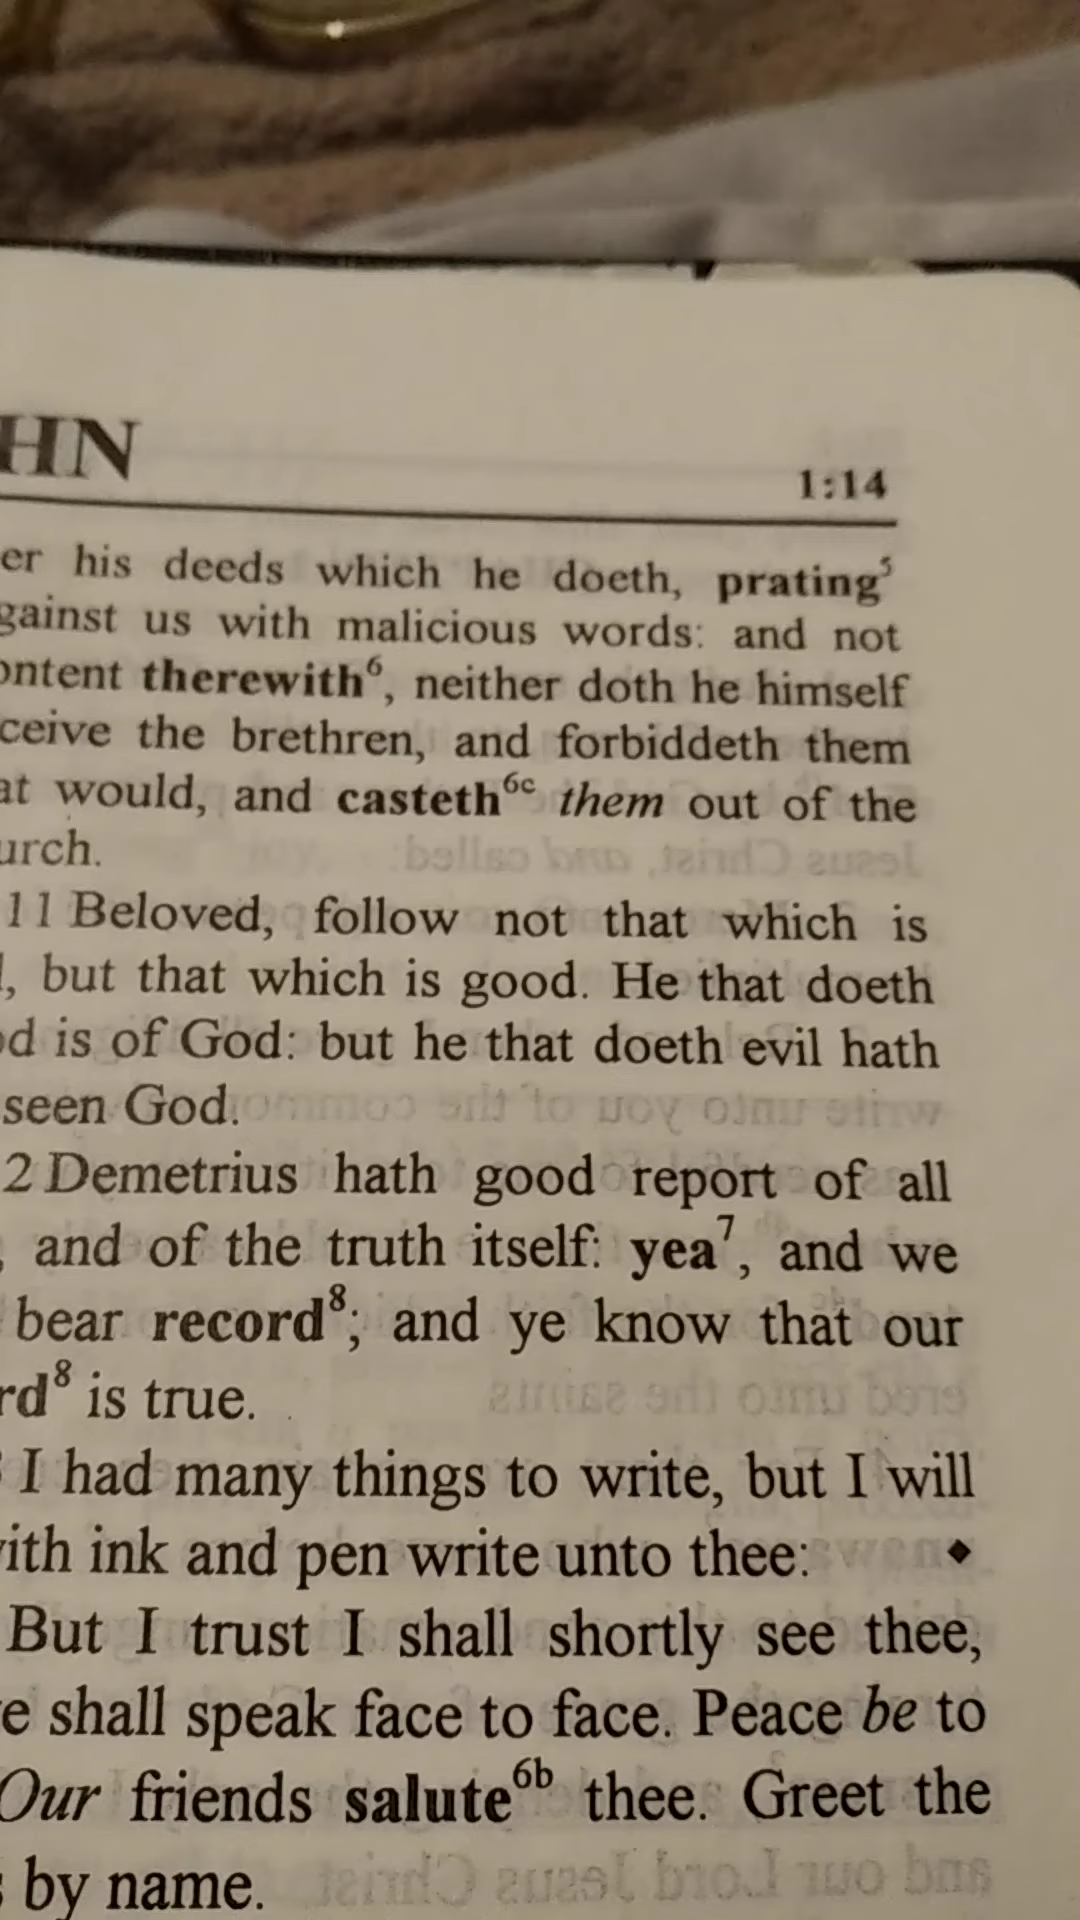 HN
1:14
er his deeds which he doeth, prating⁵
gainst us with malicious words: and not
ontent therewith⁶, neither doth he himself
ceive the brethren, and forbiddeth them
at would, and casteth⁶ᶜ them out of the
urch.
11 Beloved, follow not that which is
l, but that which is good. He that doeth
od is of God: but he that doeth evil hath
seen God.
2 Demetrius hath good report of all
, and of the truth itself: yea⁷, and we
bear record⁸; and ye know that our
rd⁸ is true.
I had many things to write, but I will
ith ink and pen write unto thee: ◆
But I trust I shall shortly see thee,
e shall speak face to face. Peace be to
Our friends salute⁶ᵇ thee. Greet the
s by name.